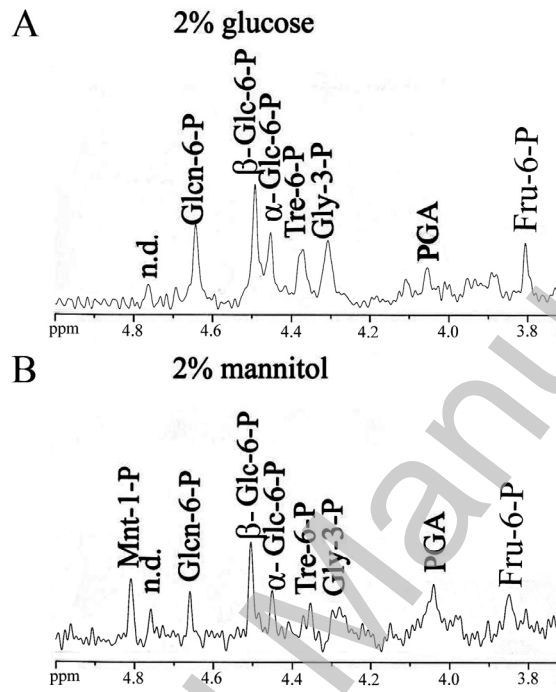 A
2% glucose
n.d.
Glcn-6-P
β-Glc-6-P
α-Glc-6-P
Tre-6-P
Gly-3-P
PGA
Fru-6-P
ppm 4.8 4.6 4.4 4.2 4.0 3.8
B
2% mannitol
Mnt-1-P
n.d.
Glcn-6-P
β-Glc-6-P
α-Glc-6-P
Tre-6-P
Gly-3-P
PGA
Fru-6-P
ppm 4.8 4.6 4.4 4.2 4.0 3.8